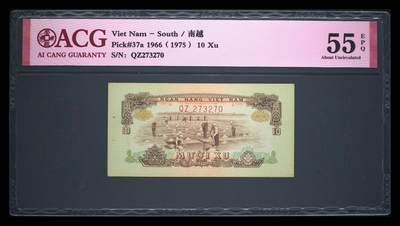 ACG
AI CANG GUARANTY
Viet Nam - South / 南越
Pick#37a 1966 ( 1975 ) 10 Xu
S/N: QZ273270
55 EPQ
About Uncirculated
NGAN HANG VIET NAM
QZ 273270
10
10
MUOI XU